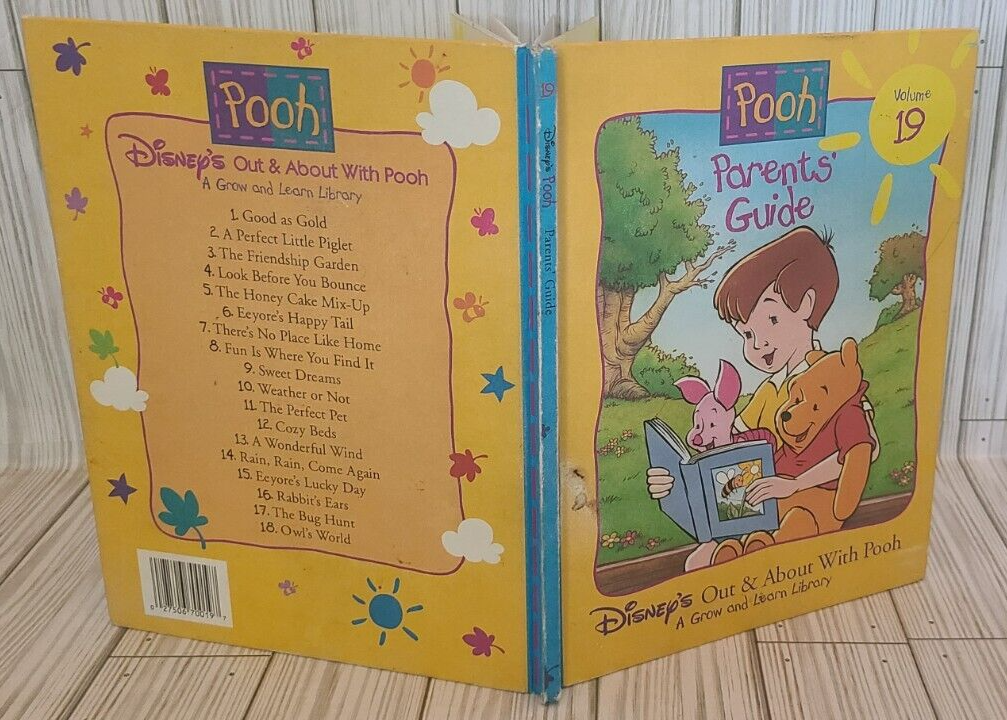 Pooh
Disney's Out & About With Pooh
A Grow and Learn Library
1. Good as Gold
2. A Perfect Little Piglet
3. The Friendship Garden
4. Look Before You Bounce
5. The Honey Cake Mix-Up
6. Eeyore's Happy Tail
7. There's No Place Like Home
8. Fun Is Where You Find It
9. Sweet Dreams
10. Weather or Not
11. The Perfect Pet
12. Cozy Beds
13. A Wonderful Wind
14. Rain, Rain, Come Again
15. Eeyore's Lucky Day
16. Rabbit's Ears
17. The Bug Hunt
18. Owl's World
0 27506 70019 7
19 Disney's Pooh Parents' Guide
Pooh
Volume
19
Parents'
Guide
Disney's Out & About With Pooh
A Grow and Learn Library